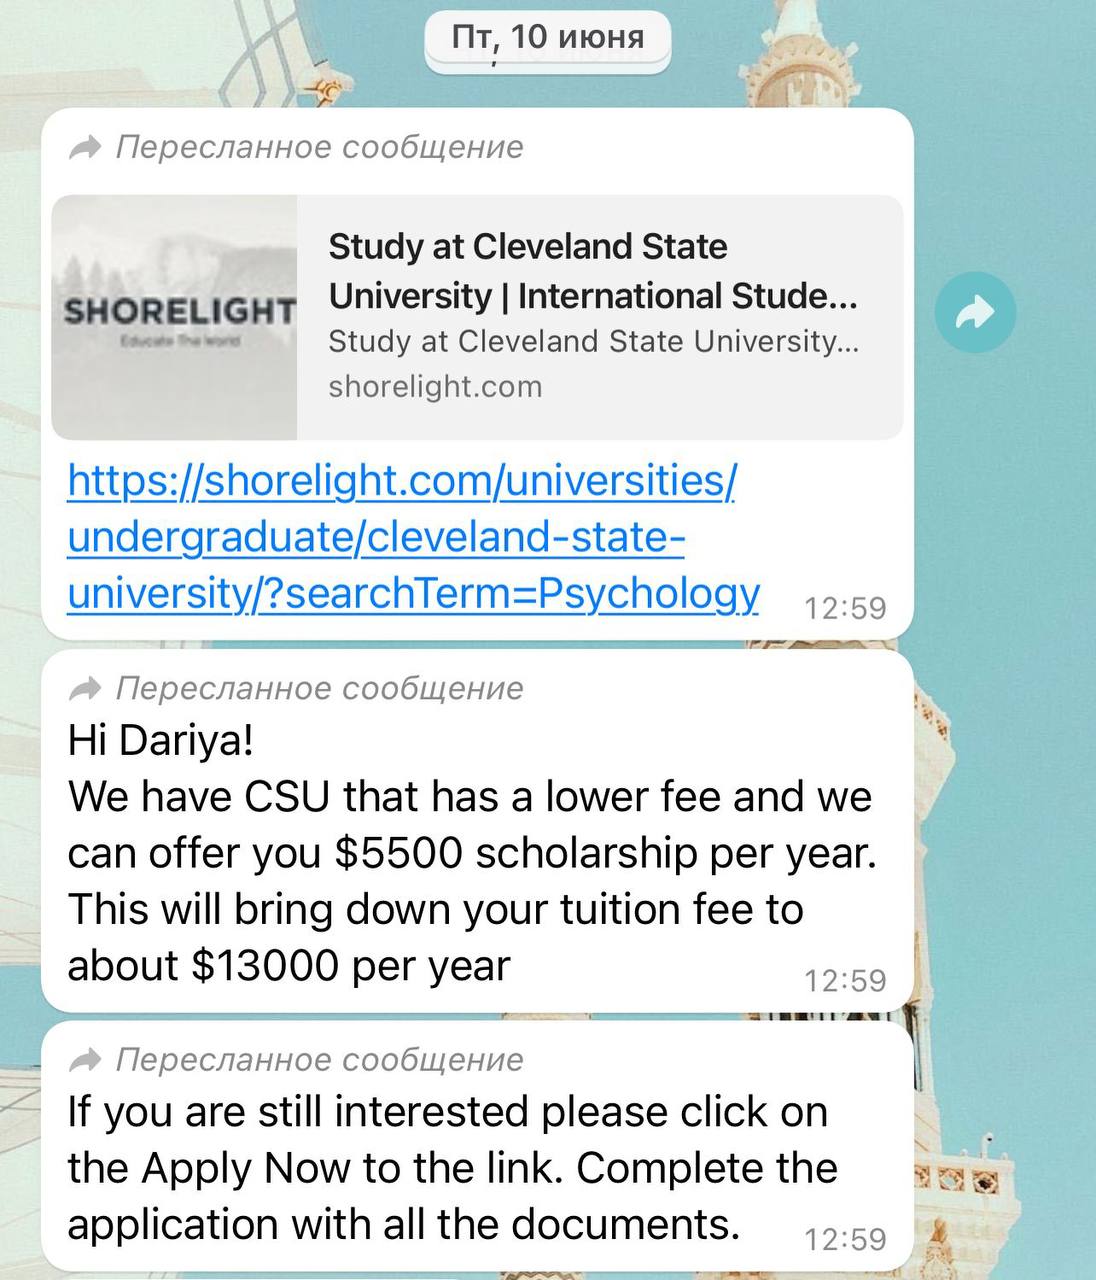 Пт, 10 июня
Пересланное сообщение
SHORELIGHT
Educate The World
Study at Cleveland State
University | International Stude...
Study at Cleveland State University...
shorelight.com
https://shorelight.com/universities/
undergraduate/cleveland-state-
university/?searchTerm=Psychology
12:59
Пересланное сообщение
Hi Dariya!
We have CSU that has a lower fee and we
can offer you $5500 scholarship per year.
This will bring down your tuition fee to
about $13000 per year
12:59
Пересланное сообщение
If you are still interested please click on
the Apply Now to the link. Complete the
application with all the documents.
12:59